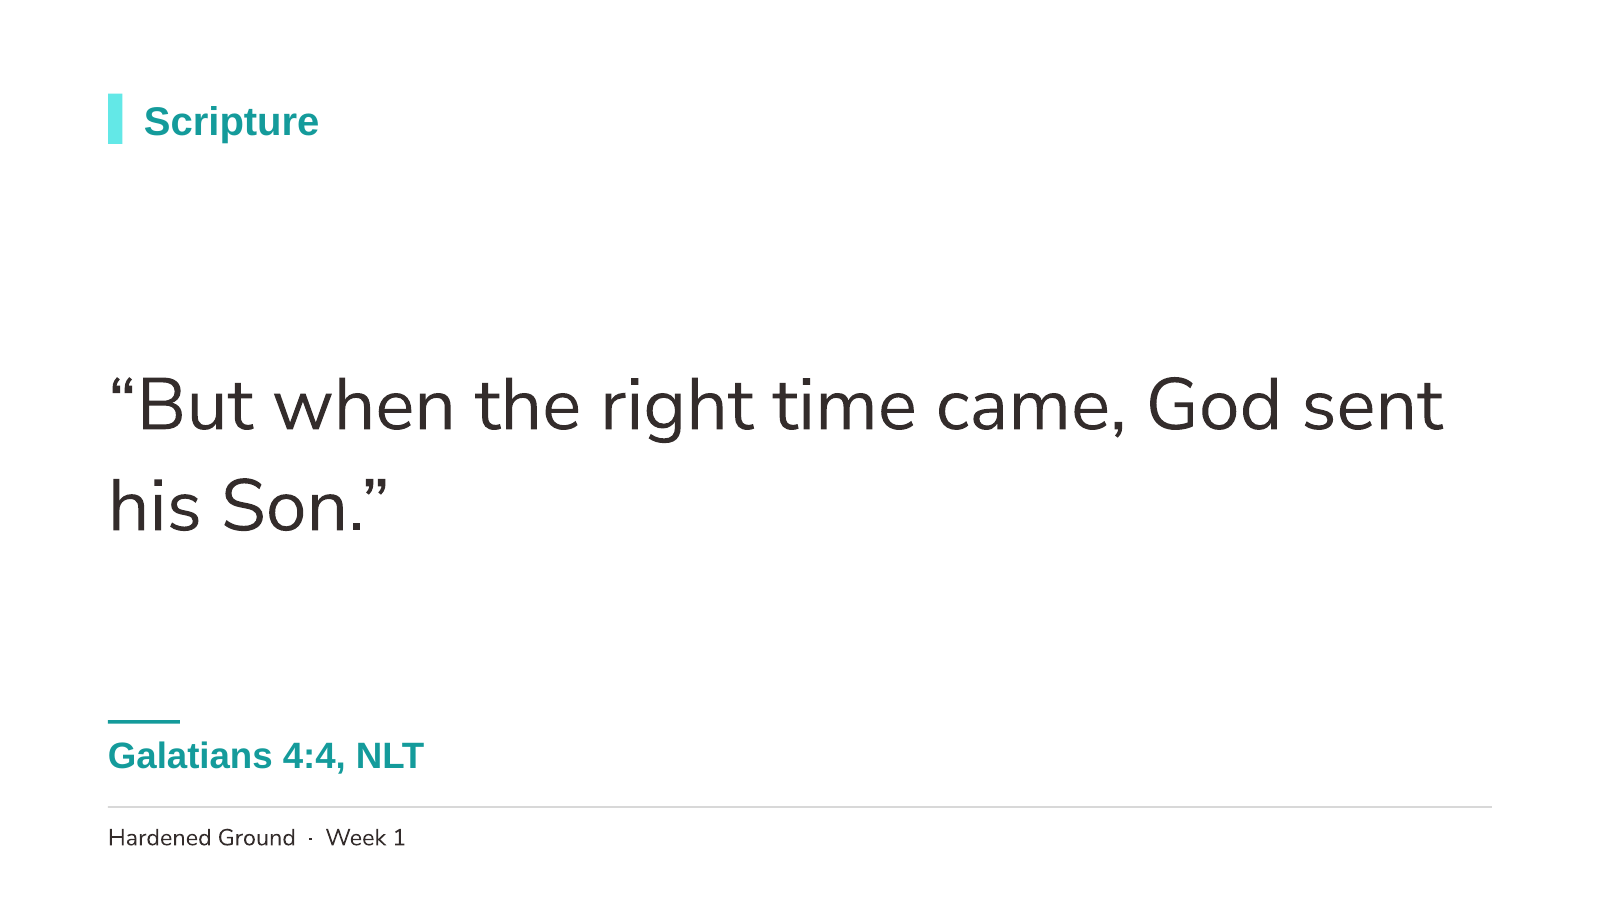 Scripture
“But when the right time came, God sent
his Son.”
Galatians 4:4, NLT
Hardened Ground · Week 1